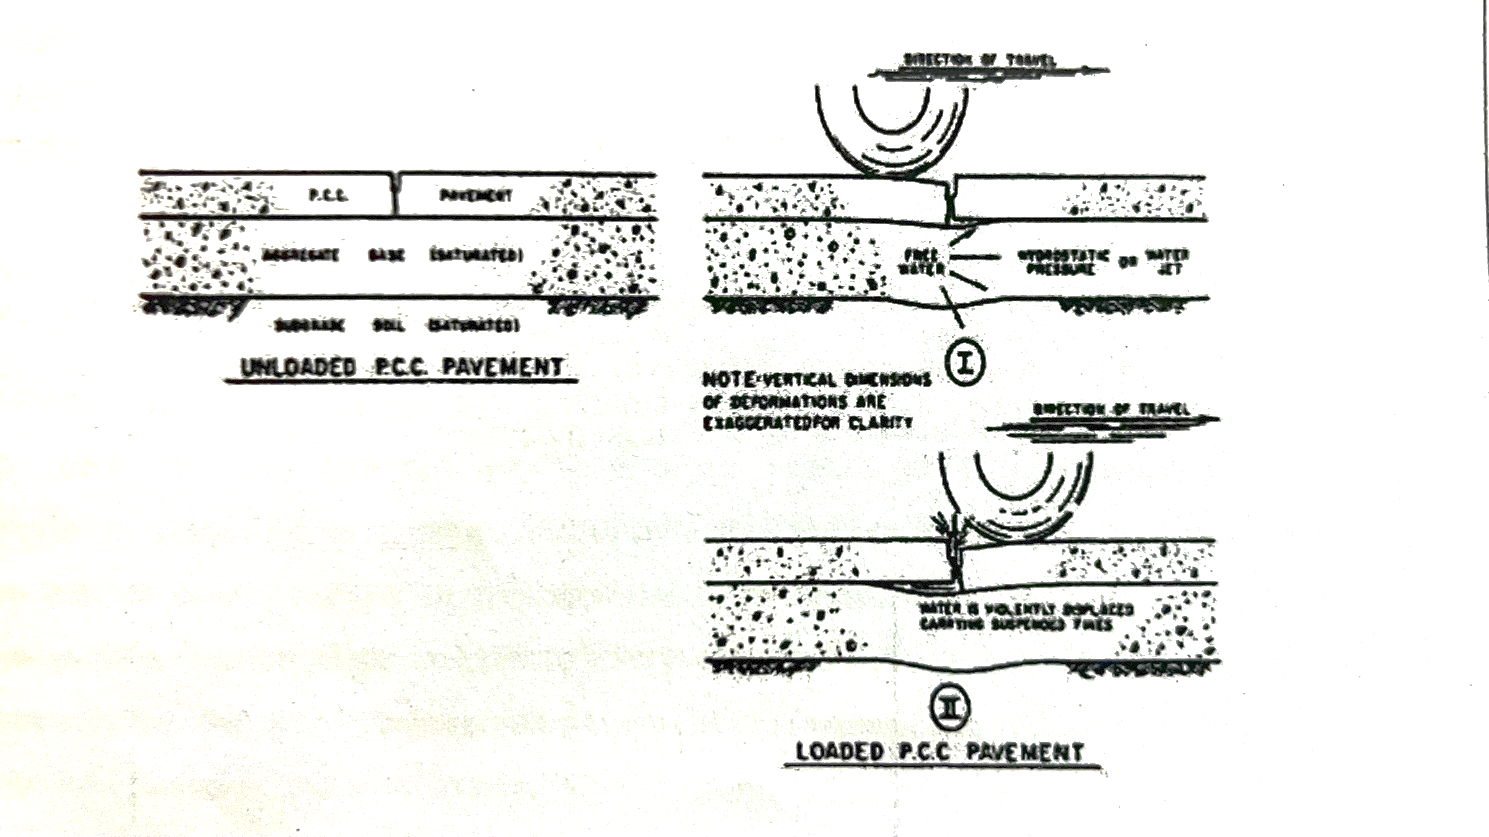 P.C.C. PAVEMENT
AGGREGATE BASE (SATURATED)
SUBGRADE SOIL (SATURATED)
UNLOADED P.C.C. PAVEMENT
DIRECTION OF TRAVEL
FREE WATER
HYDROSTATIC PRESSURE OR WATER JET
I
NOTE: VERTICAL DIMENSIONS
OF DEFORMATIONS ARE
EXAGGERATED FOR CLARITY
DIRECTION OF TRAVEL
WATER IS VIOLENTLY DISPLACED
CARRYING SUSPENDED FINES
II
LOADED P.C.C PAVEMENT